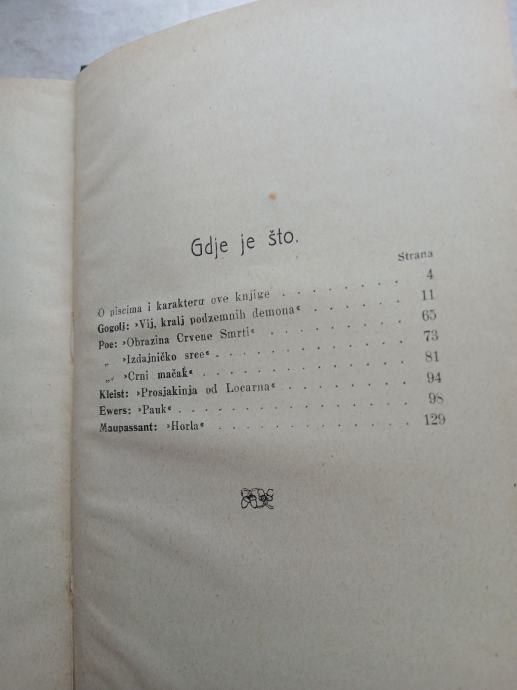 Gdje je što.
Strana
O piscima i karakteru ove knjige . . . . . . . . 4
Gogolj: »Vij, kralj podzemnih demona« . . . . . . . 11
Poe: »Obrazina Crvene Smrti« . . . . . . . . . 65
„ »Izdajničko srce« . . . . . . . . . . . 73
„ »Crni mačak« . . . . . . . . . . . . 81
Kleist: »Prosjakinja od Locarna« . . . . . . . . 94
Ewers: »Pauk« . . . . . . . . . . . . . 98
Maupassant: »Horla« . . . . . . . . . . . 129